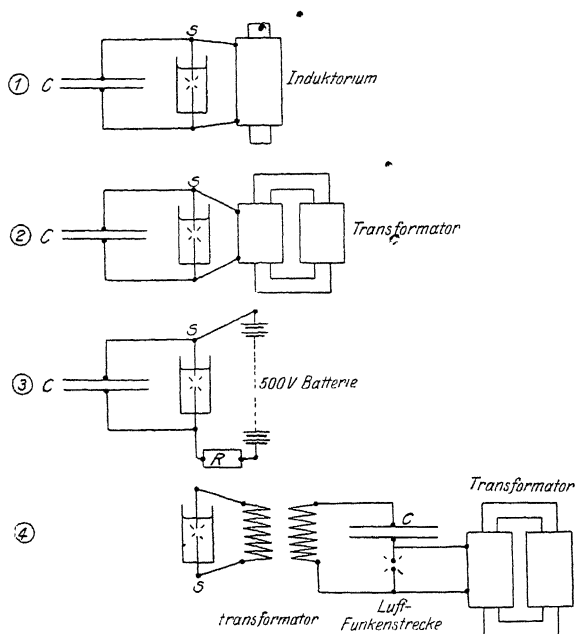 S
① C
Induktorium
S
② C
Transformator
S
③ C
500V Batterie
R
Transformator
④
C
S
Luft-
transformator
Funkenstrecke